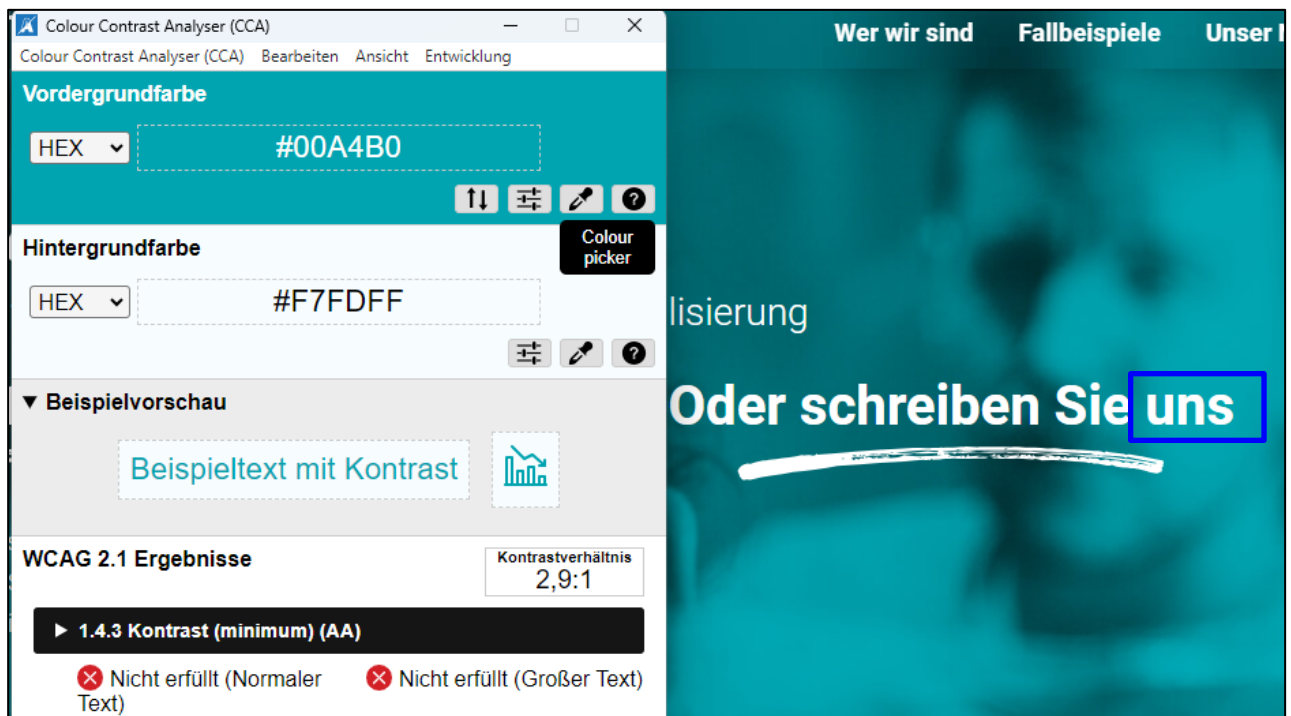 Colour Contrast Analyser (CCA)
Colour Contrast Analyser (CCA) Bearbeiten Ansicht Entwicklung
Vordergrundfarbe
HEX #00A4B0
Colour
picker
Hintergrundfarbe
HEX #F7FDFF
Beispielvorschau
Beispieltext mit Kontrast
WCAG 2.1 Ergebnisse
Kontrastverhältnis
2,9:1
1.4.3 Kontrast (minimum) (AA)
Nicht erfüllt (Normaler
Text)
Nicht erfüllt (Großer Text)
Wer wir sind Fallbeispiele Unser
lisierung
Oder schreiben Sie uns